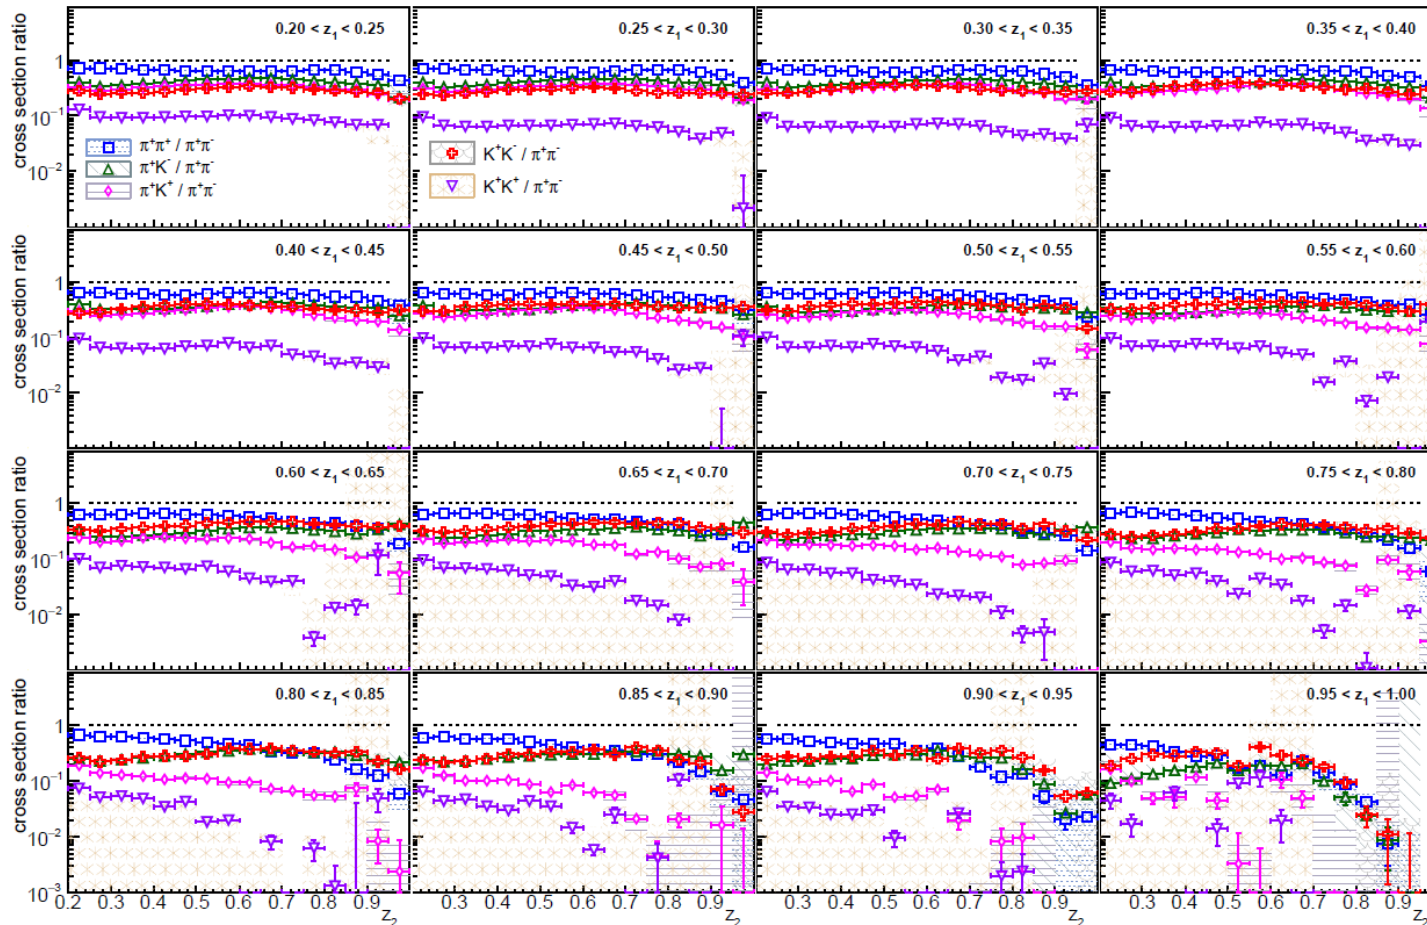 cross section ratio
1
10⁻¹
10⁻²
0.20 < z₁ < 0.25
0.25 < z₁ < 0.30
0.30 < z₁ < 0.35
0.35 < z₁ < 0.40
π⁺π⁺ / π⁺π⁻
π⁺K⁻ / π⁺π⁻
π⁺K⁺ / π⁺π⁻
K⁺K⁻ / π⁺π⁻
K⁺K⁺ / π⁺π⁻
cross section ratio
1
10⁻¹
10⁻²
0.40 < z₁ < 0.45
0.45 < z₁ < 0.50
0.50 < z₁ < 0.55
0.55 < z₁ < 0.60
cross section ratio
1
10⁻¹
10⁻²
0.60 < z₁ < 0.65
0.65 < z₁ < 0.70
0.70 < z₁ < 0.75
0.75 < z₁ < 0.80
cross section ratio
1
10⁻¹
10⁻²
10⁻³
0.80 < z₁ < 0.85
0.85 < z₁ < 0.90
0.90 < z₁ < 0.95
0.95 < z₁ < 1.00
0.2 0.3 0.4 0.5 0.6 0.7 0.8 0.9
z₂
0.3 0.4 0.5 0.6 0.7 0.8 0.9
z₂
0.3 0.4 0.5 0.6 0.7 0.8 0.9
z₂
0.3 0.4 0.5 0.6 0.7 0.8 0.9
z₂